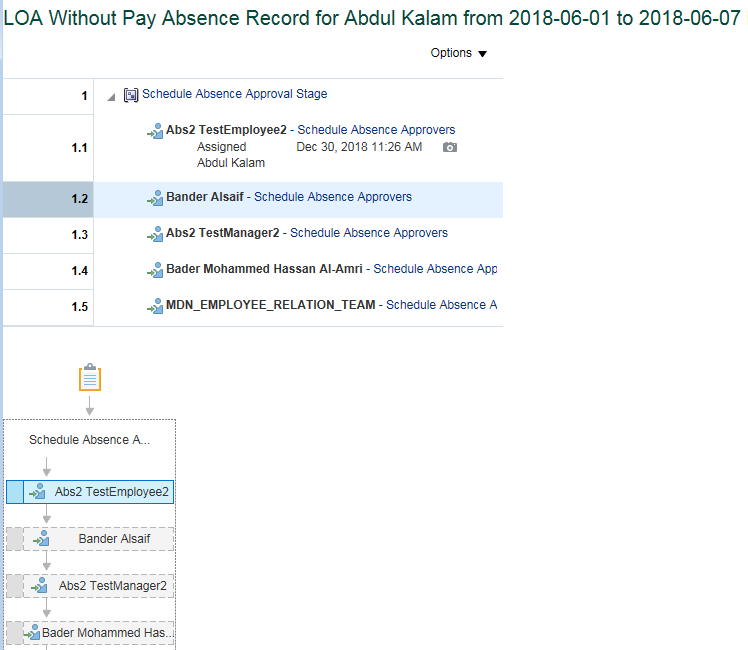 LOA Without Pay Absence Record for Abdul Kalam from 2018-06-01 to 2018-06-07
Options
1 Schedule Absence Approval Stage
1.1 Abs2 TestEmployee2 - Schedule Absence Approvers
Assigned Dec 30, 2018 11:26 AM
Abdul Kalam
1.2 Bander Alsaif - Schedule Absence Approvers
1.3 Abs2 TestManager2 - Schedule Absence Approvers
1.4 Bader Mohammed Hassan Al-Amri - Schedule Absence App
1.5 MDN_EMPLOYEE_RELATION_TEAM - Schedule Absence A
Schedule Absence A...
Abs2 TestEmployee2
Bander Alsaif
Abs2 TestManager2
Bader Mohammed Has...